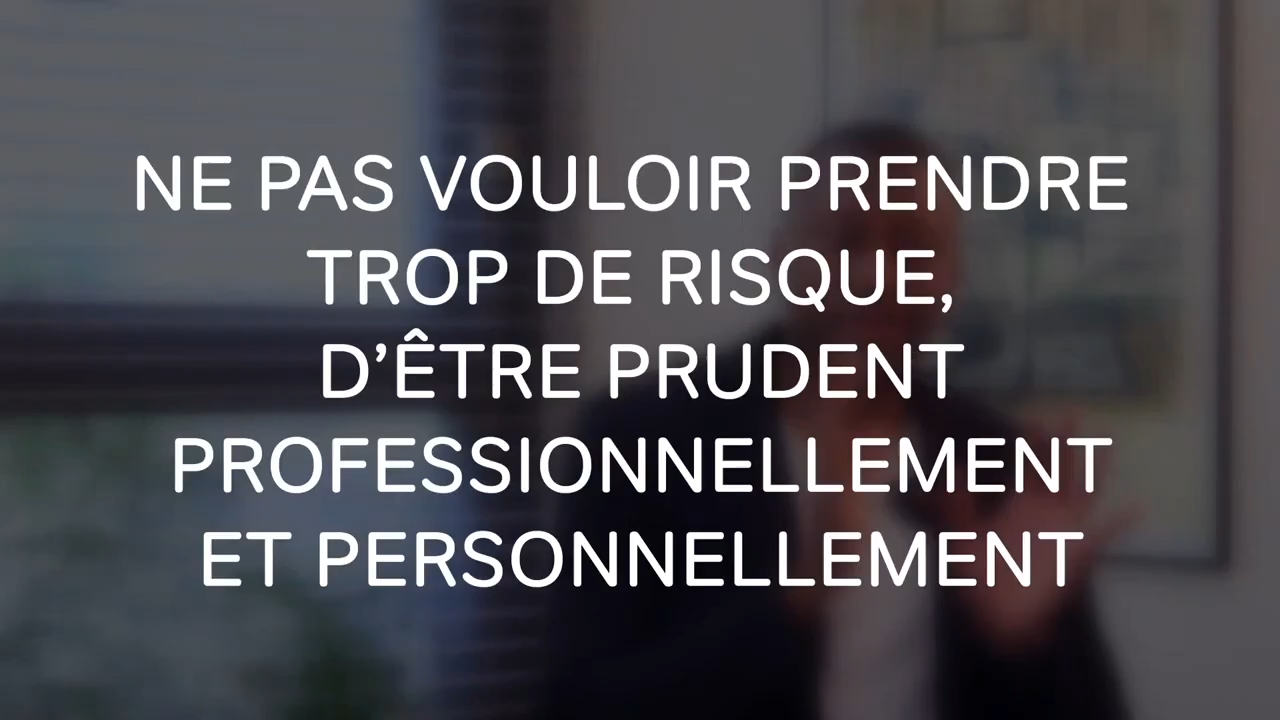 NE PAS VOULOIR PRENDRE
TROP DE RISQUE,
D’ÊTRE PRUDENT
PROFESSIONNELLEMENT
ET PERSONNELLEMENT